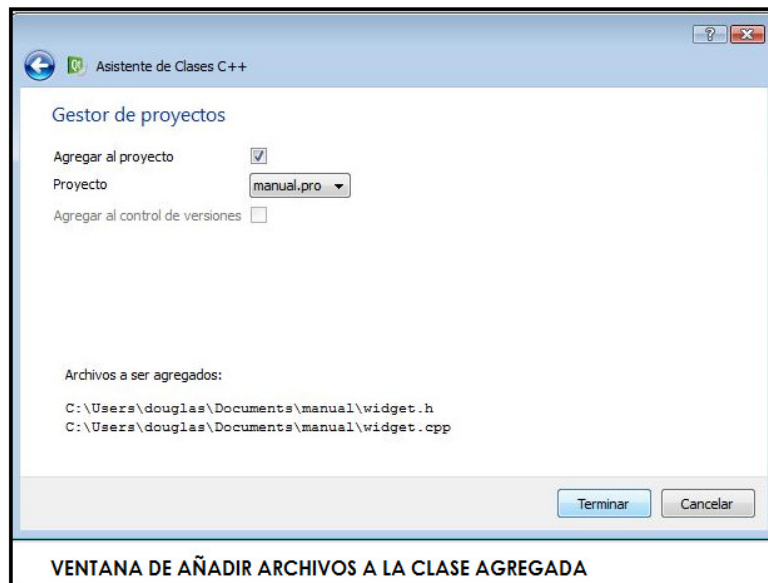 ?
Asistente de Clases C++
Gestor de proyectos
Agregar al proyecto
Proyecto manual.pro
Agregar al control de versiones
Archivos a ser agregados:
C:\Users\douglas\Documents\manual\widget.h
C:\Users\douglas\Documents\manual\widget.cpp
Terminar Cancelar
VENTANA DE AÑADIR ARCHIVOS A LA CLASE AGREGADA